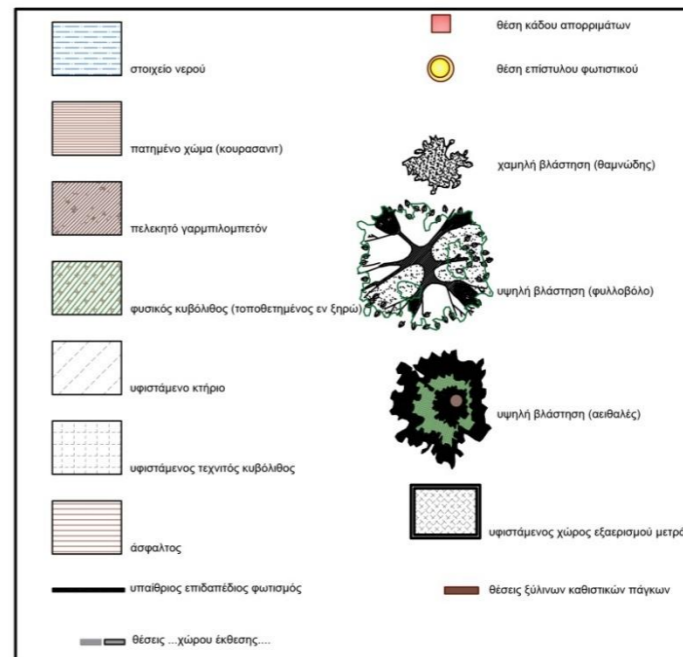 στοιχείο νερού
πατημένο χώμα (κουρασανιτ)
πελεκητό γαρμπιλομπετόν
φυσικός κυβόλιθος (τοποθετημένος εν ξηρώ)
υφιστάμενο κτήριο
υφιστάμενος τεχνιτός κυβόλιθος
άσφαλτος
υπαίθριος επιδαπέδιος φωτισμός
θέσεις ...χώρου έκθεσης....
θέση κάδου απορριμάτων
θέση επίστυλου φωτιστικού
χαμηλή βλάστηση (θαμνώδης)
υψηλή βλάστηση (φυλλοβόλο)
υψηλή βλάστηση (αειθαλές)
υφιστάμενος χώρος εξαερισμού μετρό
θέσεις ξύλινων καθιστικών πάγκων